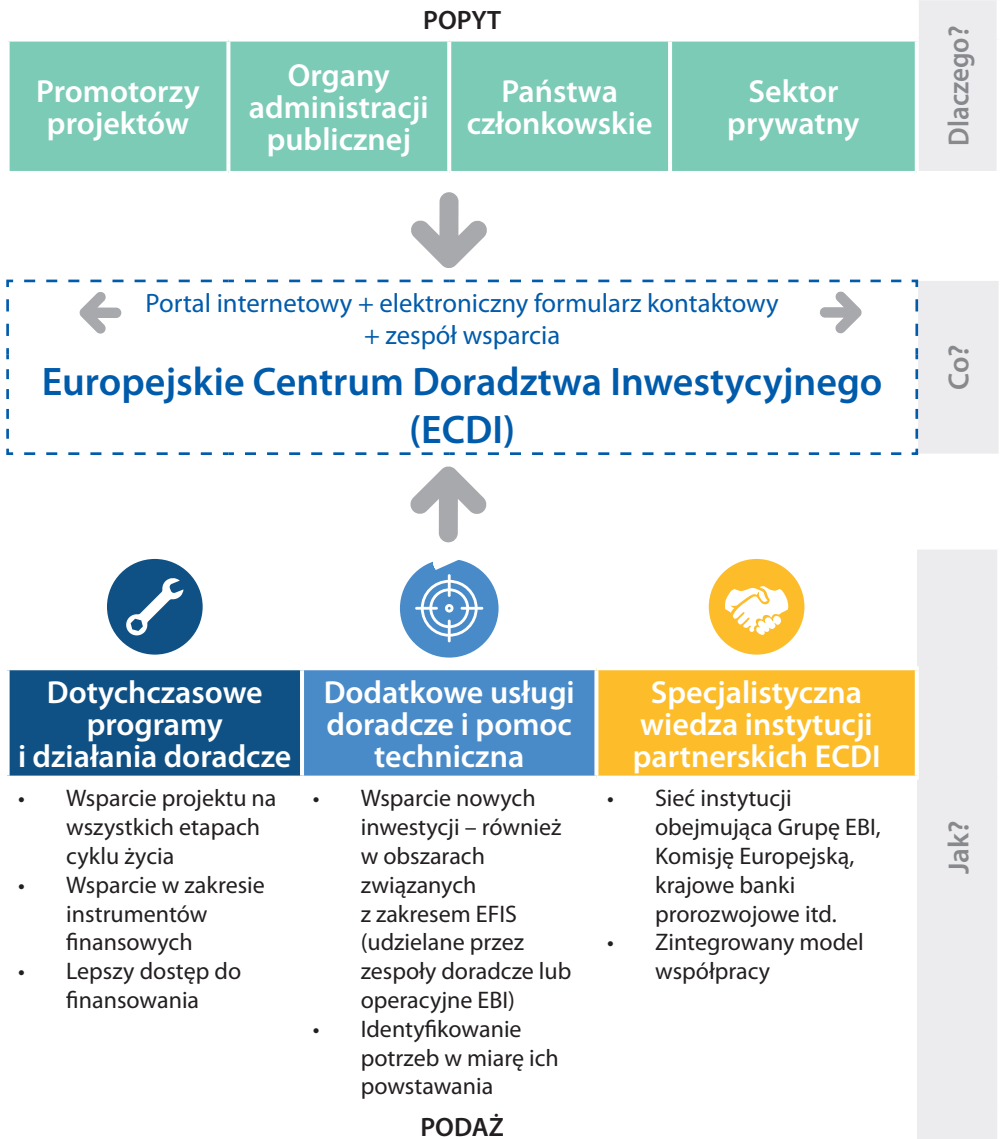 POPYT
Promotorzy
projektów
Organy
administracji
publicznej
Państwa
członkowskie
Sektor
prywatny
Dlaczego?
Portal internetowy + elektroniczny formularz kontaktowy
+ zespół wsparcia
Europejskie Centrum Doradztwa Inwestycyjnego
(ECDI)
Co?
Dotychczasowe
programy
i działania doradcze
• Wsparcie projektu na
wszystkich etapach
cyklu życia
• Wsparcie w zakresie
instrumentów
finansowych
• Lepszy dostęp do
finansowania
Dodatkowe usługi
doradcze i pomoc
techniczna
• Wsparcie nowych
inwestycji – również
w obszarach
związanych
z zakresem EFIS
(udzielane przez
zespoły doradcze lub
operacyjne EBI)
• Identyfikowanie
potrzeb w miarę ich
powstawania
Specjalistyczna
wiedza instytucji
partnerskich ECDI
• Sieć instytucji
obejmująca Grupę EBI,
Komisję Europejską,
krajowe banki
prorozwojowe itd.
• Zintegrowany model
współpracy
Jak?
PODAŻ